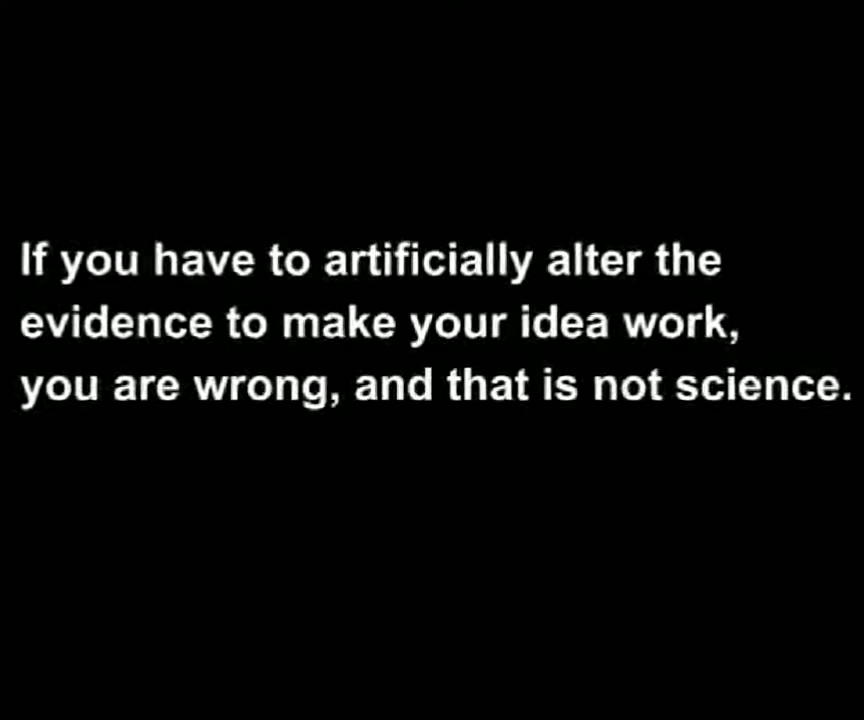 If you have to artificially alter the
evidence to make your idea work,
you are wrong, and that is not science.